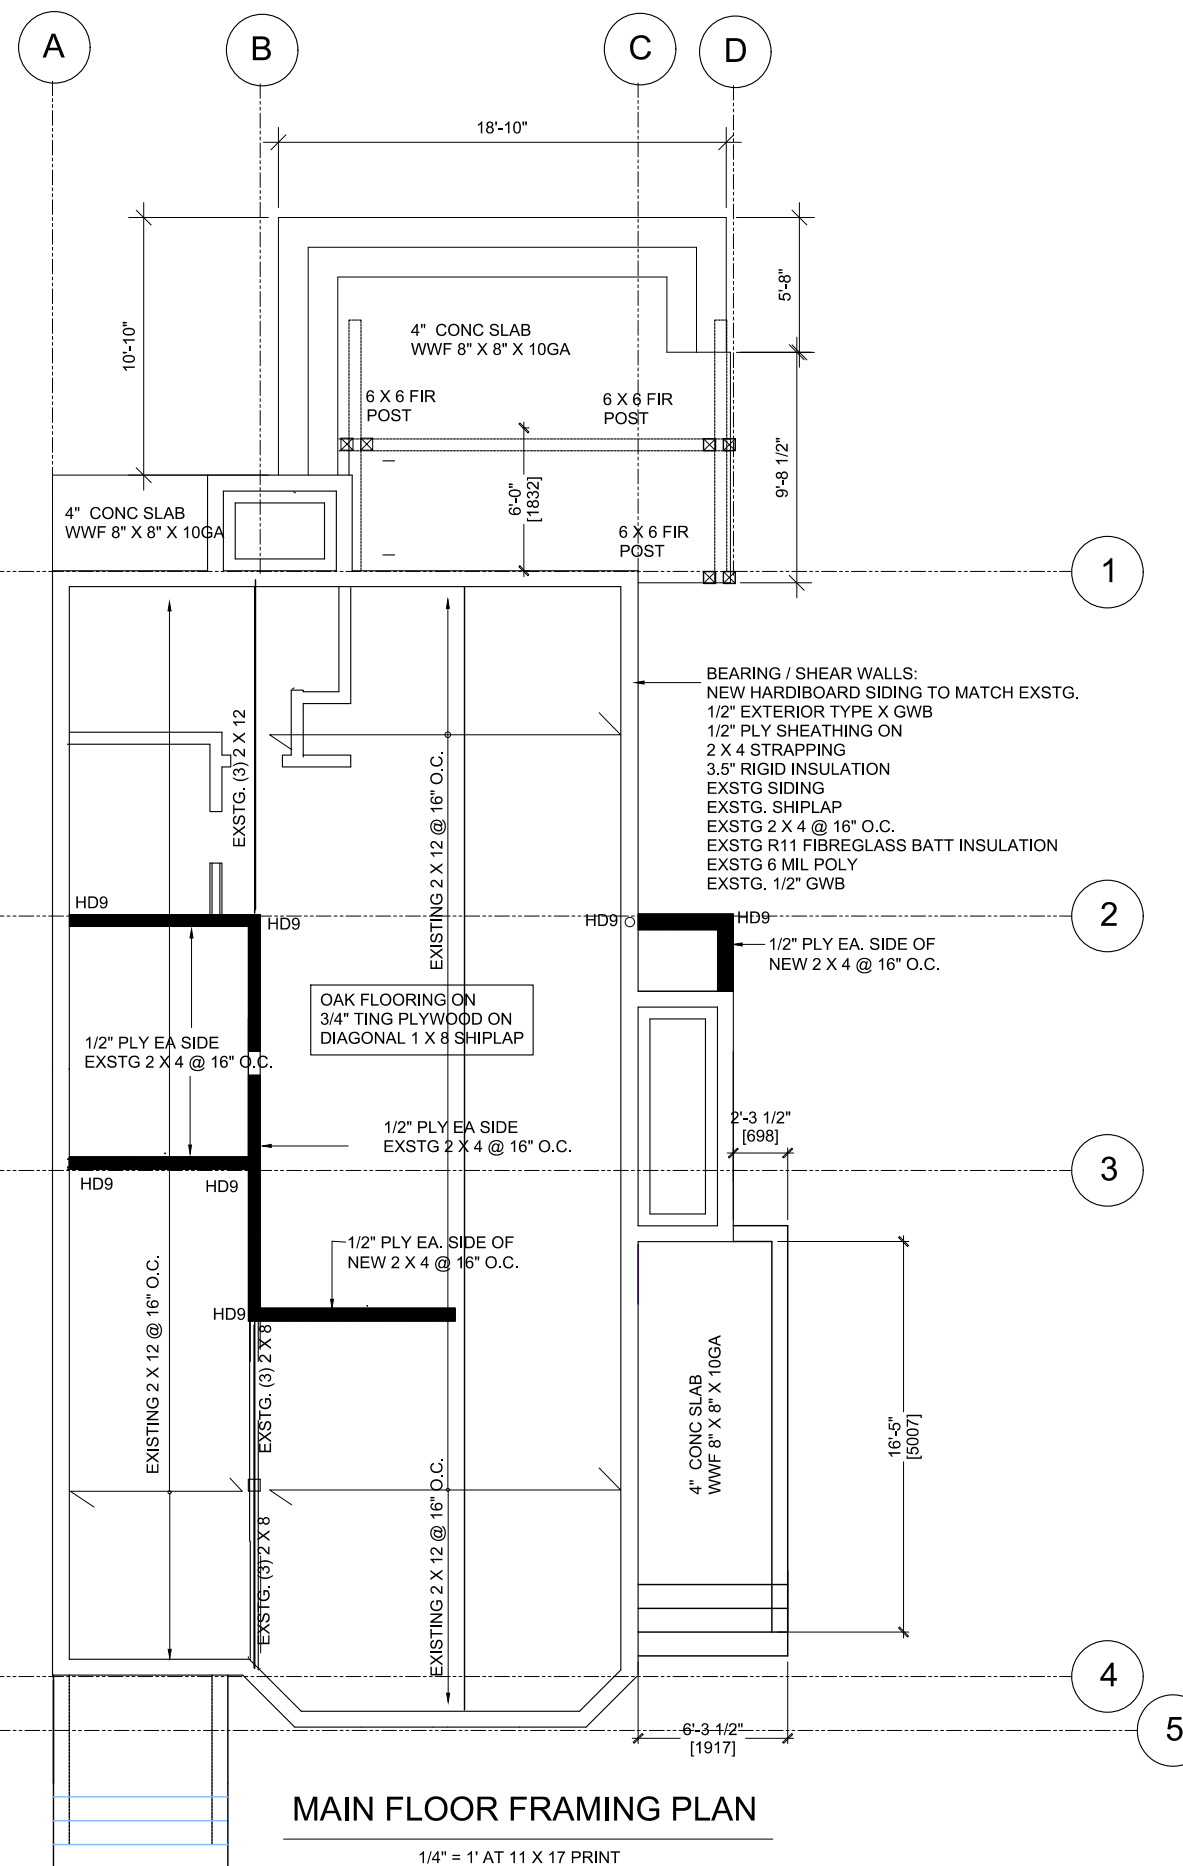 A
B
C
D
18'-10"
10'-10"
5'-8"
4" CONC SLAB
WWF 8" X 8" X 10GA
6 X 6 FIR
POST
6 X 6 FIR
POST
9'-8 1/2"
6'-0"
[1832]
4" CONC SLAB
WWF 8" X 8" X 10GA
6 X 6 FIR
POST
1
BEARING / SHEAR WALLS:
NEW HARDIBOARD SIDING TO MATCH EXSTG.
1/2" EXTERIOR TYPE X GWB
1/2" PLY SHEATHING ON
2 X 4 STRAPPING
3.5" RIGID INSULATION
EXSTG SIDING
EXSTG. SHIPLAP
EXSTG 2 X 4 @ 16" O.C.
EXSTG R11 FIBREGLASS BATT INSULATION
EXSTG 6 MIL POLY
EXSTG. 1/2" GWB
EXSTG. (3) 2 X 12
EXISTING 2 X 12 @ 16" O.C.
HD9
HD9
HD9
HD9
2
1/2" PLY EA. SIDE OF
NEW 2 X 4 @ 16" O.C.
OAK FLOORING ON
3/4" TING PLYWOOD ON
DIAGONAL 1 X 8 SHIPLAP
1/2" PLY EA SIDE
EXSTG 2 X 4 @ 16" O.C.
1/2" PLY EA SIDE
EXSTG 2 X 4 @ 16" O.C.
2'-3 1/2"
[698]
3
HD9
HD9
1/2" PLY EA. SIDE OF
NEW 2 X 4 @ 16" O.C.
HD9
EXISTING 2 X 12 @ 16" O.C.
EXSTG. (3) 2 X 8
4" CONC SLAB
WWF 8" X 8" X 10GA
16'-5"
[5007]
EXSTG. (3) 2 X 8
EXISTING 2 X 12 @ 16" O.C.
4
5
6'-3 1/2"
[1917]
MAIN FLOOR FRAMING PLAN
1/4" = 1' AT 11 X 17 PRINT